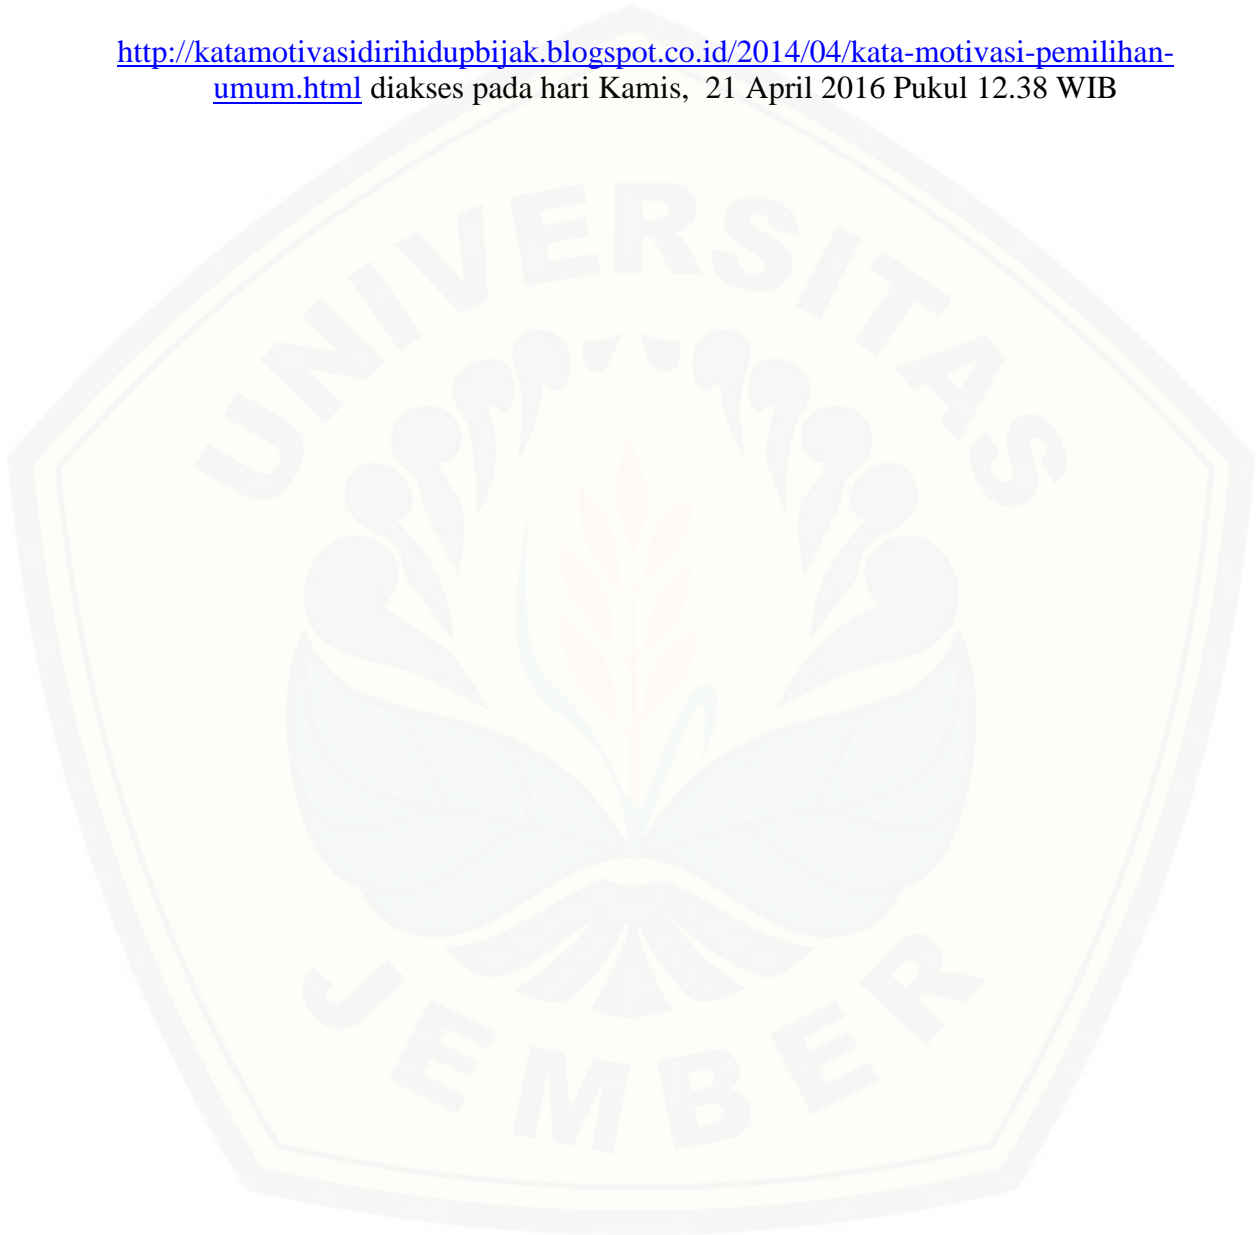 http://katamotivasidirihidupbijak.blogspot.co.id/2014/04/kata-motivasi-pemilihan-
umum.html diakses pada hari Kamis,  21 April 2016 Pukul 12.38 WIB
UNIVERSITAS
JEMBER